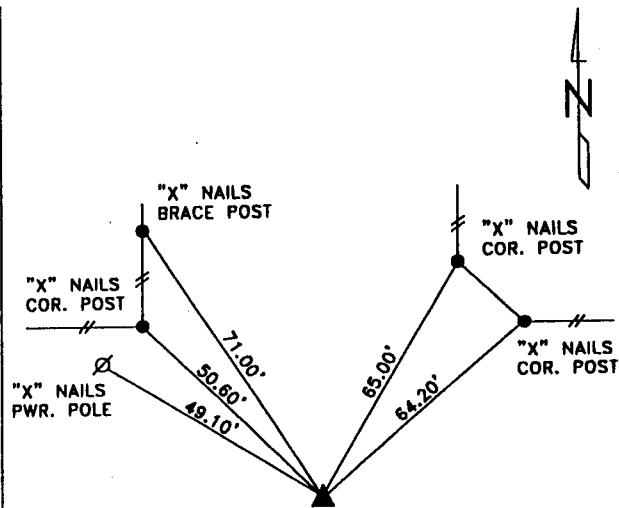 N
"X" NAILS
BRACE POST
"X" NAILS
COR. POST
"X" NAILS
COR. POST
"X" NAILS
COR. POST
"X" NAILS
PWR. POLE
71.00'
50.60'
49.10'
65.00'
64.20'